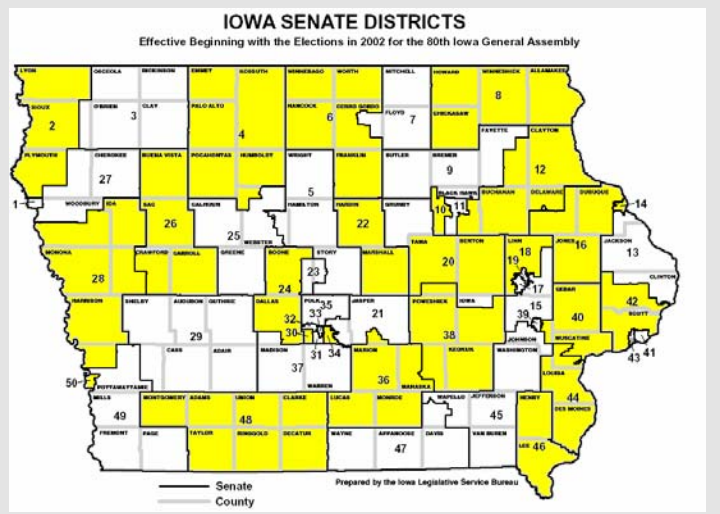 IOWA SENATE DISTRICTS
Effective Beginning with the Elections in 2002 for the 80th Iowa General Assembly
LYON OSCEOLA DICKINSON EMMET KOSSUTH WINNEBAGO WORTH MITCHELL HOWARD WINNESHIEK ALLAMAKEE
8
SIOUX O'BRIEN CLAY PALO ALTO HANCOCK CERRO GORDO FLOYD CHICKASAW
2 3 4 6 7
FAYETTE CLAYTON
PLYMOUTH CHEROKEE BUENA VISTA POCAHONTAS HUMBOLDT WRIGHT FRANKLIN BUTLER BREMER
27 5 9 12
1 WOODBURY IDA SAC CALHOUN WEBSTER HAMILTON HARDIN GRUNDY BLACK HAWK BUCHANAN DELAWARE DUBUQUE 14
26 25 22 10 11
MONONA CRAWFORD CARROLL GREENE BOONE STORY MARSHALL TAMA BENTON LINN JONES JACKSON
28 24 23 20 19 18 17 16 13
CLINTON
HARRISON SHELBY AUDUBON GUTHRIE DALLAS POLK JASPER POWESHIEK IOWA JOHNSON CEDAR SCOTT
29 32 30 33 35 31 34 21 38 39 15 40 42
MUSCATINE 43 41
50 POTTAWATTAMIE CASS ADAIR MADISON WARREN MARION MAHASKA KEOKUK WASHINGTON LOUISA
37 36
MILLS MONTGOMERY ADAMS UNION CLARKE LUCAS MONROE WAPELLO JEFFERSON HENRY DES MOINES
49 48 45 44
FREMONT PAGE TAYLOR RINGGOLD DECATUR WAYNE APPANOOSE DAVIS VAN BUREN LEE 46
47
Senate
County
Prepared by the Iowa Legislative Service Bureau